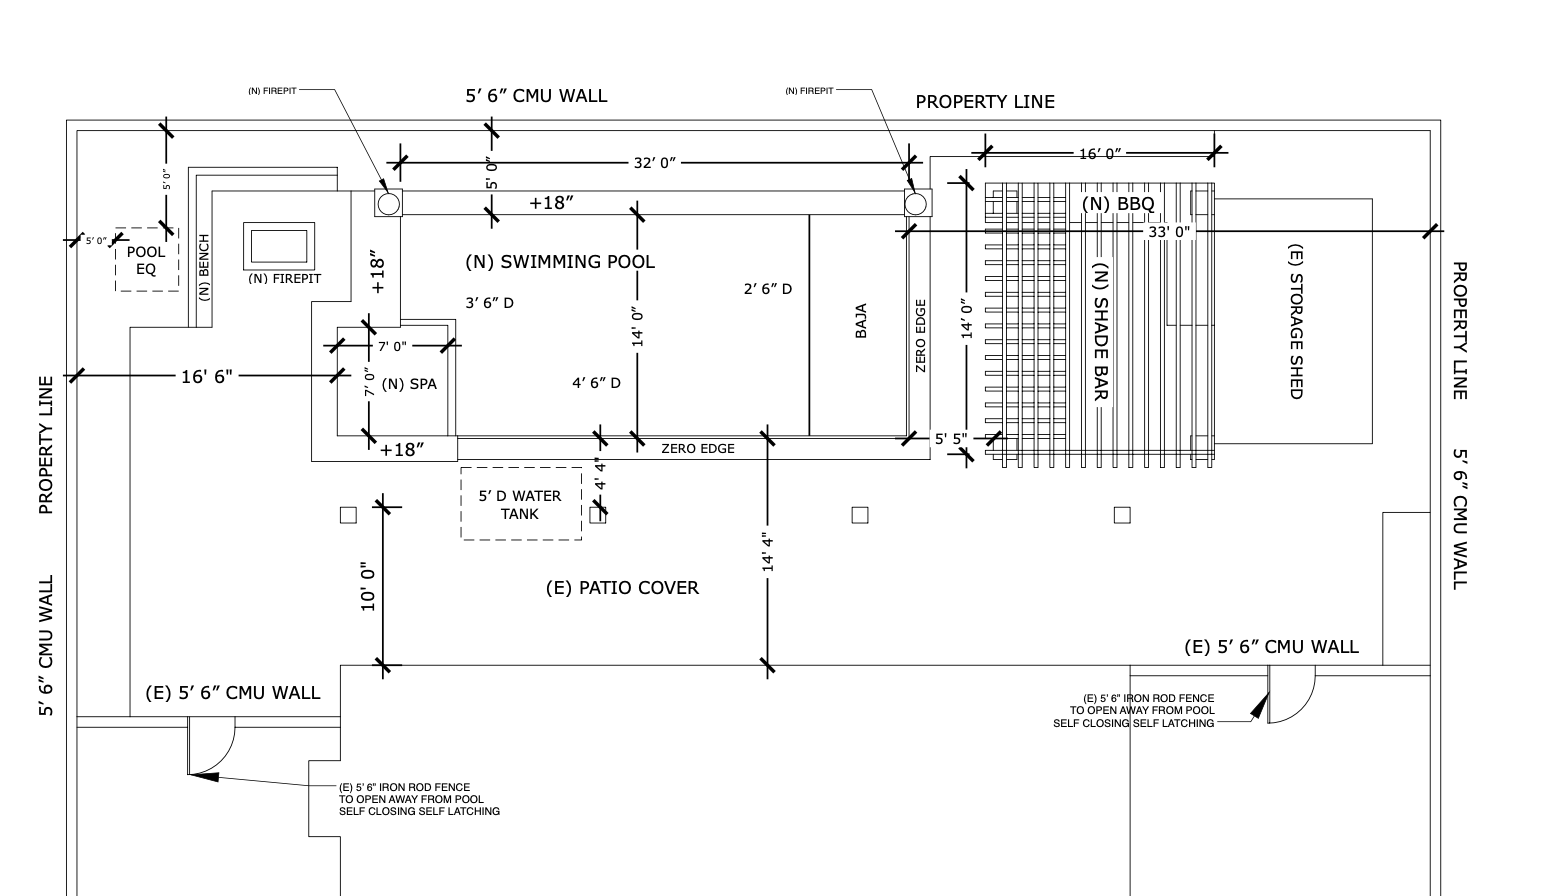 (N) FIREPIT
5’ 6” CMU WALL
(N) FIREPIT
PROPERTY LINE
32’ 0”
16’ 0”
5’ 0”
5’ 0”
+18”
(N) BBQ
33' 0"
5’ 0”
POOL
EQ
(N) BENCH
(N) FIREPIT
+18”
(N) SWIMMING POOL
3’ 6” D
2’ 6” D
14’ 0”
BAJA
ZERO EDGE
14’ 0”
(N) SHADE BAR
(E) STORAGE SHED
PROPERTY LINE
7' 0"
16' 6"
7’ 0”
(N) SPA
4’ 6” D
PROPERTY LINE
+18”
ZERO EDGE
5' 5"
4' 4"
5’ D WATER
TANK
5’ 6” CMU WALL
14' 4"
10' 0"
(E) PATIO COVER
5’ 6” CMU WALL
(E) 5’ 6” CMU WALL
(E) 5’ 6” CMU WALL
(E) 5' 6" IRON ROD FENCE
TO OPEN AWAY FROM POOL
SELF CLOSING SELF LATCHING
(E) 5' 6" IRON ROD FENCE
TO OPEN AWAY FROM POOL
SELF CLOSING SELF LATCHING